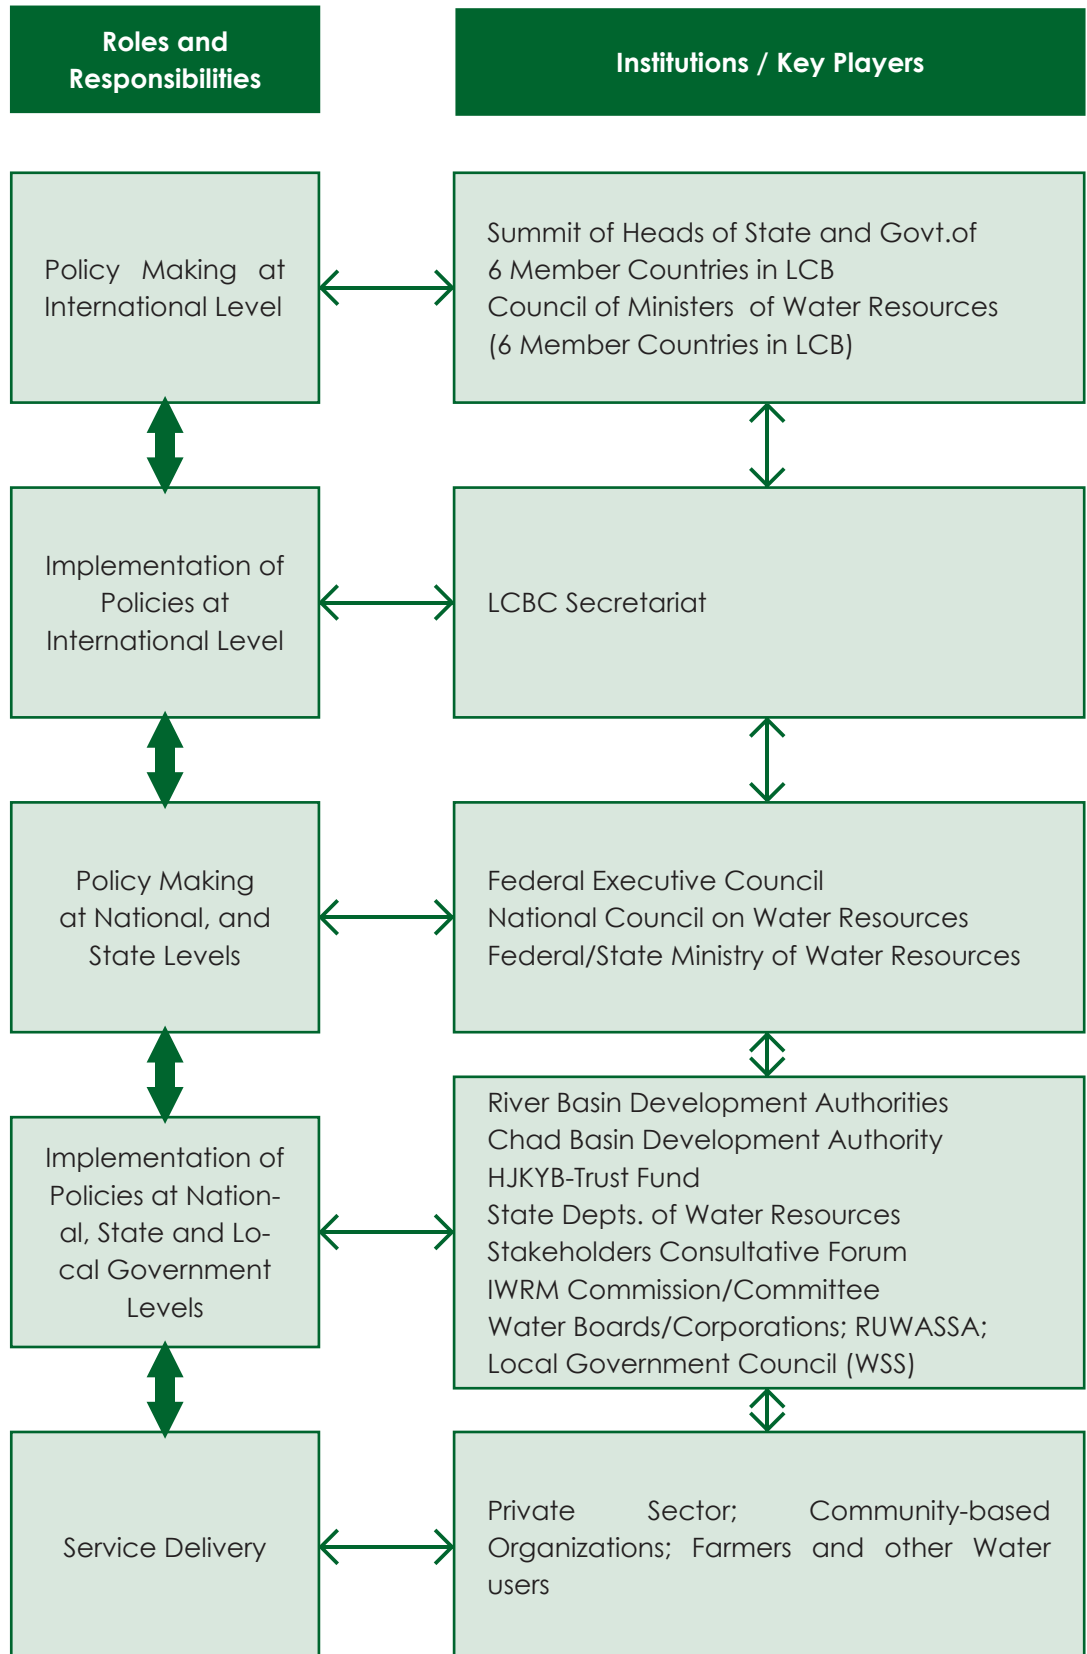 Roles and
Responsibilities
Institutions / Key Players
Policy Making at
International Level
Summit of Heads of State and Govt.of
6 Member Countries in LCB
Council of Ministers of Water Resources
(6 Member Countries in LCB)
Implementation of
Policies at
International Level
LCBC Secretariat
Policy Making
at National, and
State Levels
Federal Executive Council
National Council on Water Resources
Federal/State Ministry of Water Resources
Implementation of
Policies at Nation-
al, State and Lo-
cal Government
Levels
River Basin Development Authorities
Chad Basin Development Authority
HJKYB-Trust Fund
State Depts. of Water Resources
Stakeholders Consultative Forum
IWRM Commission/Committee
Water Boards/Corporations; RUWASSA;
Local Government Council (WSS)
Service Delivery
Private Sector; Community-based
Organizations; Farmers and other Water
users